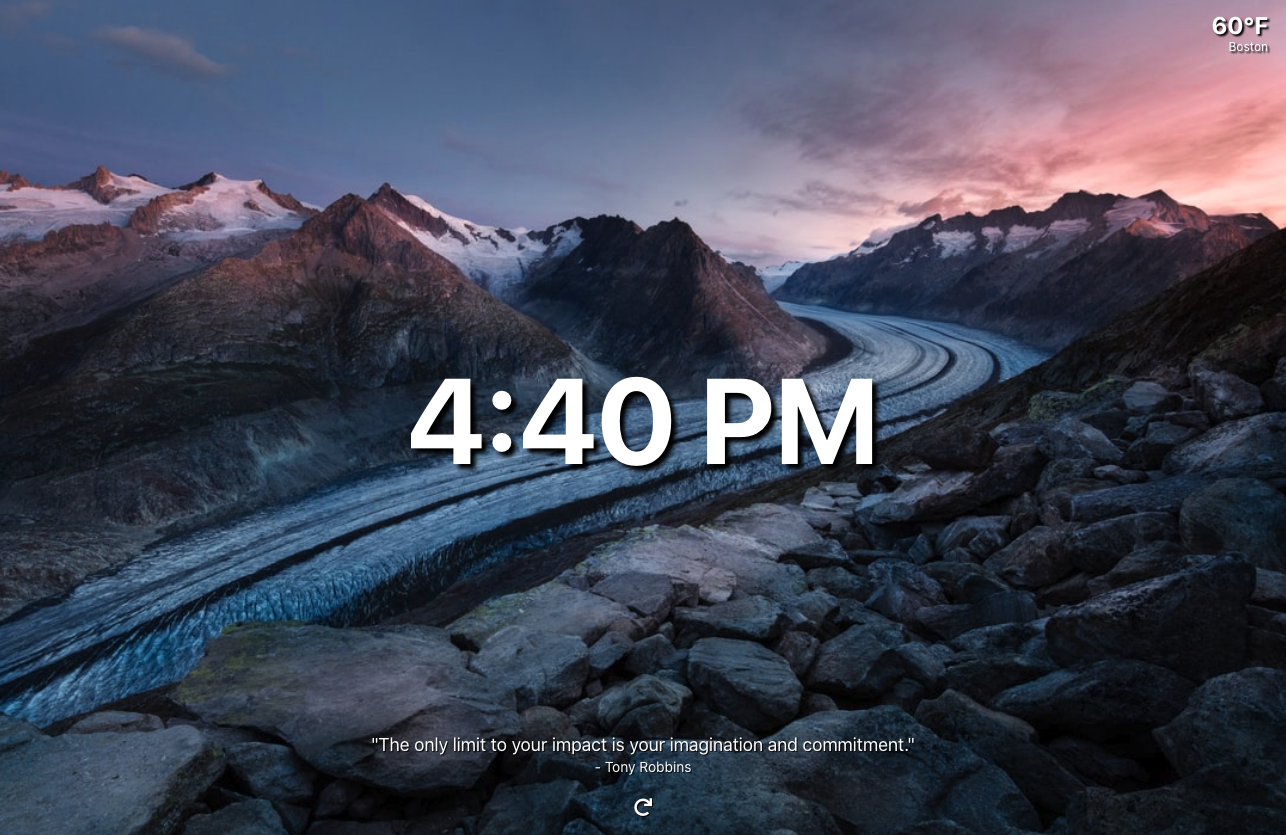 60°F
Boston
4:40 PM
"The only limit to your impact is your imagination and commitment."
- Tony Robbins